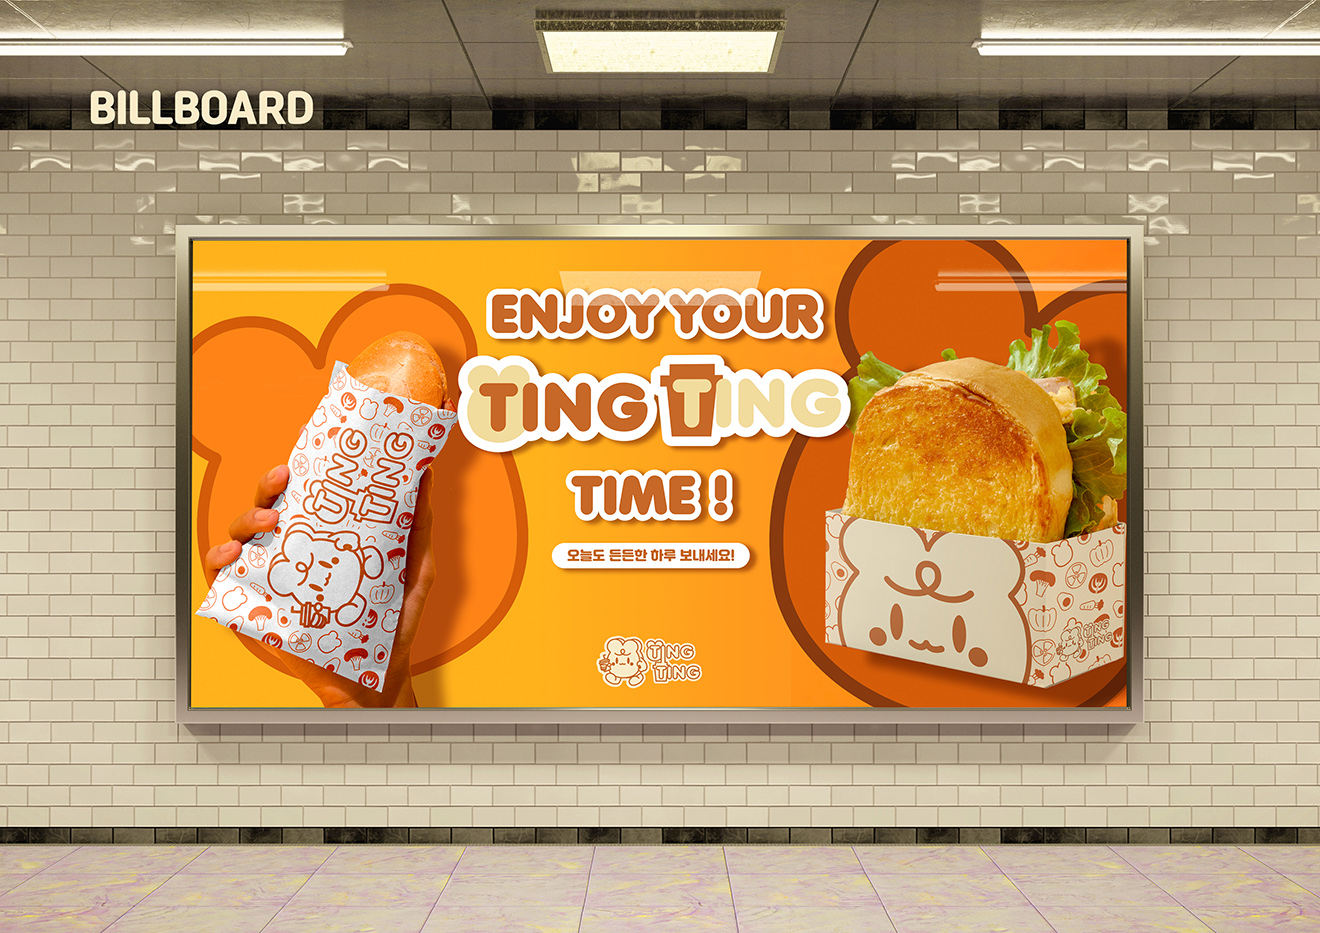 BILLBOARD
ENJOY YOUR
TING TING
TIME !
오늘도 든든한 하루 보내세요!
TING
TING
TING
TING
TING
TING